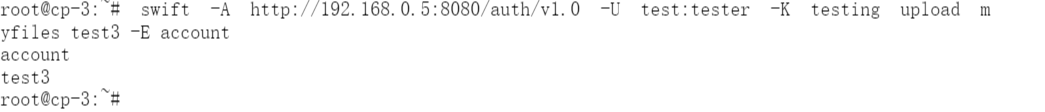 root@cp-3:~# swift -A http://192.168.0.5:8080/auth/v1.0 -U test:tester -K testing upload m
yfiles test3 -E account
account
test3
root@cp-3:~#